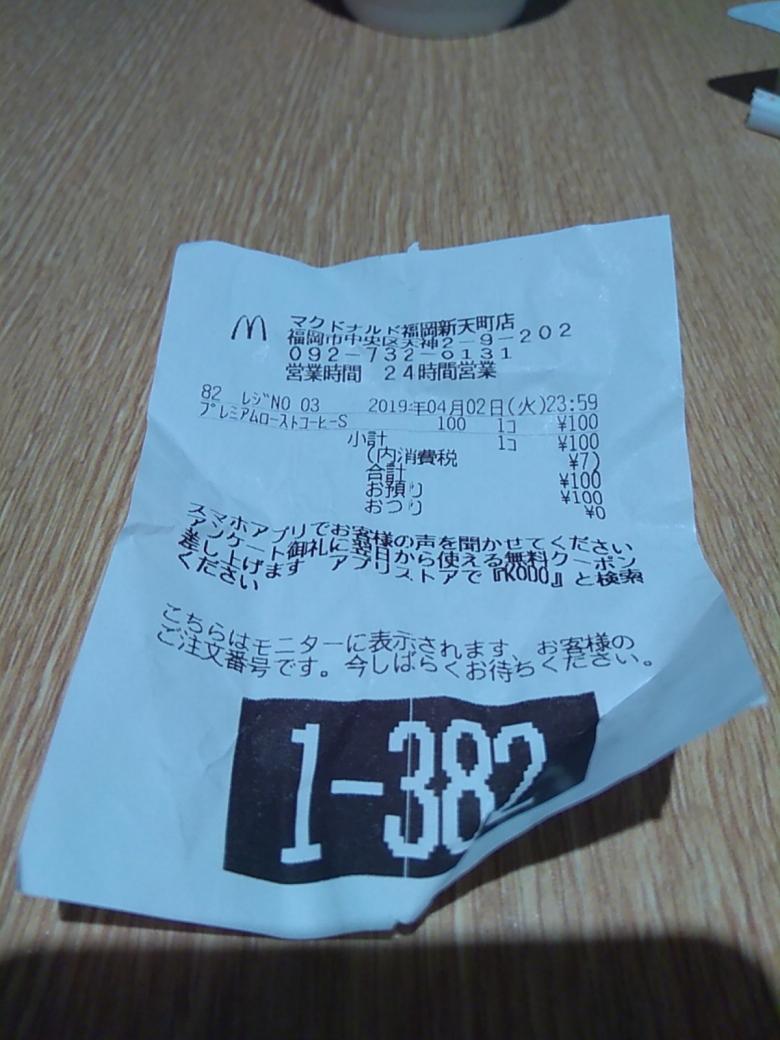 マクドナルド福岡新天町店
福岡市中央区天神2-9-202
092-732-0131
営業時間 24時間営業
82 レジNO 03 2019年04月02日(火)23:59
プレミアムローストコーヒーS 100 1コ ¥100
小計 1コ ¥100
(内消費税 ¥7)
合計 ¥100
お預り ¥100
おつり ¥0
スマホアプリでお客様の声を聞かせてください
アンケート御礼に翌日から使える無料クーポン
差し上げます アプリストアで『KODO』と検索
ください
こちらはモニターに表示されます、お客様の
ご注文番号です。今しばらくお待ちください。
1-382